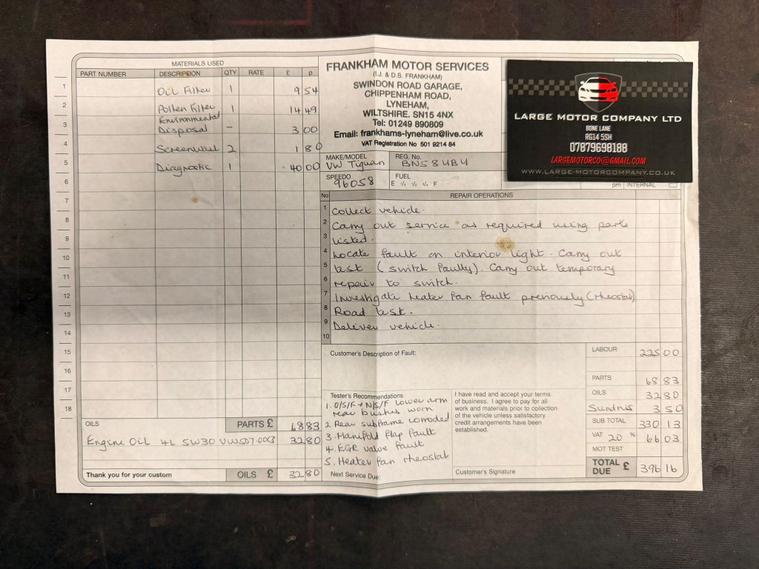 MATERIALS USED
PART NUMBER DESCRIPTION QTY RATE £ p
1 Oil Filter 1 9 54
2 Pollen Filter 1 14 49
3 Environmental Disposal - 3 00
4 Screenwash 2 1 80
5 Diagnostic 1 40 00
6
7
8
9
10
11
12
13
14
15
16
17
18
PARTS £ 68 83
OILS
Engine Oil 4L 5W30 VW507.003 32 80
Thank you for your custom OILS £ 32 80
FRANKHAM MOTOR SERVICES
(I.J. & D.S. FRANKHAM)
SWINDON ROAD GARAGE,
CHIPPENHAM ROAD,
LYNEHAM,
WILTSHIRE. SN15 4NX
Tel: 01249 890809
Email: frankhams-lyneham@live.co.uk
VAT Registration No 501 9214 84
MAKE/MODEL VW Tiguan
REG. No. BN58UBY
SPEEDO 96058
FUEL
E ¼ ½ ¾ F
pm INTERNAL
LARGE MOTOR COMPANY LTD
BONE LANE
RG14 5SH
07879698188
LARGEMOTORCO@GMAIL.COM
WWW.LARGE-MOTORCOMPANY.CO.UK
No REPAIR OPERATIONS
1 Collect vehicle.
2 Carry out service as required using parts
3 listed.
4 Locate fault on interior light. Carry out
5 test (switch faulty). Carry out temporary
6 repair to switch.
7 Investigate heater fan fault previously (rheostat)
8 Road test.
9 Deliver vehicle.
10
Customer's Description of Fault:
Tester's Recommendations
1. O/S/F + N/S/F lower arm
rear bushes worn
2 Rear subframe corroded
3. Manifold flap fault
4. EGR valve fault
5. Heater fan rheostat
Next Service Due:
I have read and accept your terms
of business. I agree to pay for all
work and materials prior to collection
of the vehicle unless satisfactory
credit arrangements have been
established.
Customer's Signature
LABOUR 225 00
PARTS 68 83
OILS 32 80
Sundries 3 50
SUB TOTAL 330 13
VAT 20 % 66 03
MOT TEST
TOTAL DUE £ 396 16